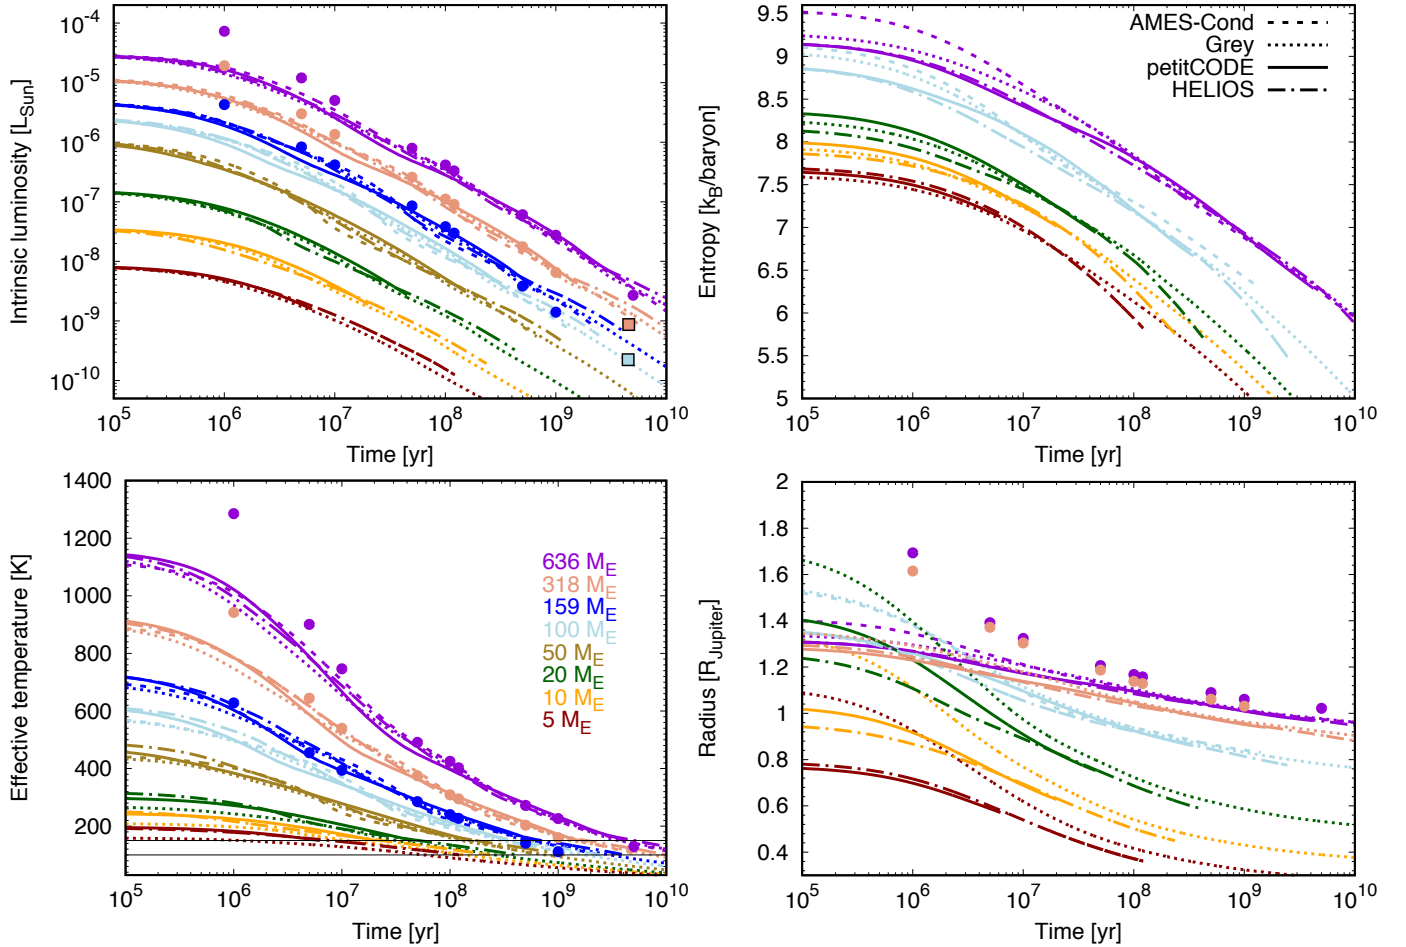 10^-4
10^-5
10^-6
10^-7
10^-8
10^-9
10^-10
Intrinsic luminosity [L_Sun]
10^5 10^6 10^7 10^8 10^9 10^10
Time [yr]
9.5
9
8.5
8
7.5
7
6.5
6
5.5
5
Entropy [k_B/baryon]
AMES-Cond
Grey
petitCODE
HELIOS
10^5 10^6 10^7 10^8 10^9 10^10
Time [yr]
1400
1200
1000
800
600
400
200
Effective temperature [K]
636 M_E
318 M_E
159 M_E
100 M_E
50 M_E
20 M_E
10 M_E
5 M_E
10^5 10^6 10^7 10^8 10^9 10^10
Time [yr]
2
1.8
1.6
1.4
1.2
1
0.8
0.6
0.4
Radius [R_Jupiter]
10^5 10^6 10^7 10^8 10^9 10^10
Time [yr]